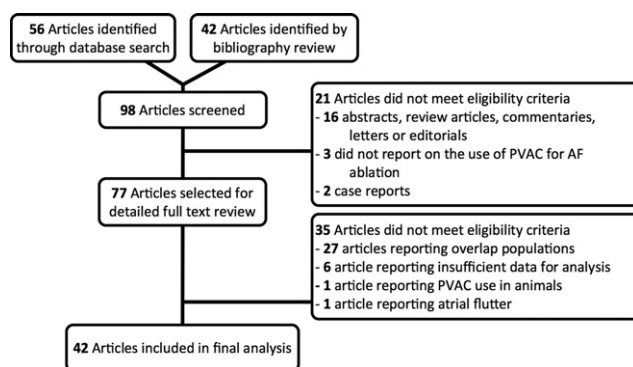 56 Articles identified
through database search
42 Articles identified by
bibliography review
98 Articles screened
21 Articles did not meet eligibility criteria
- 16 abstracts, review articles, commentaries,
letters or editorials
- 3 did not report on the use of PVAC for AF
ablation
- 2 case reports
77 Articles selected for
detailed full text review
35 Articles did not meet eligibility criteria
- 27 articles reporting overlap populations
- 6 article reporting insufficient data for analysis
- 1 article reporting PVAC use in animals
- 1 article reporting atrial flutter
42 Articles included in final analysis